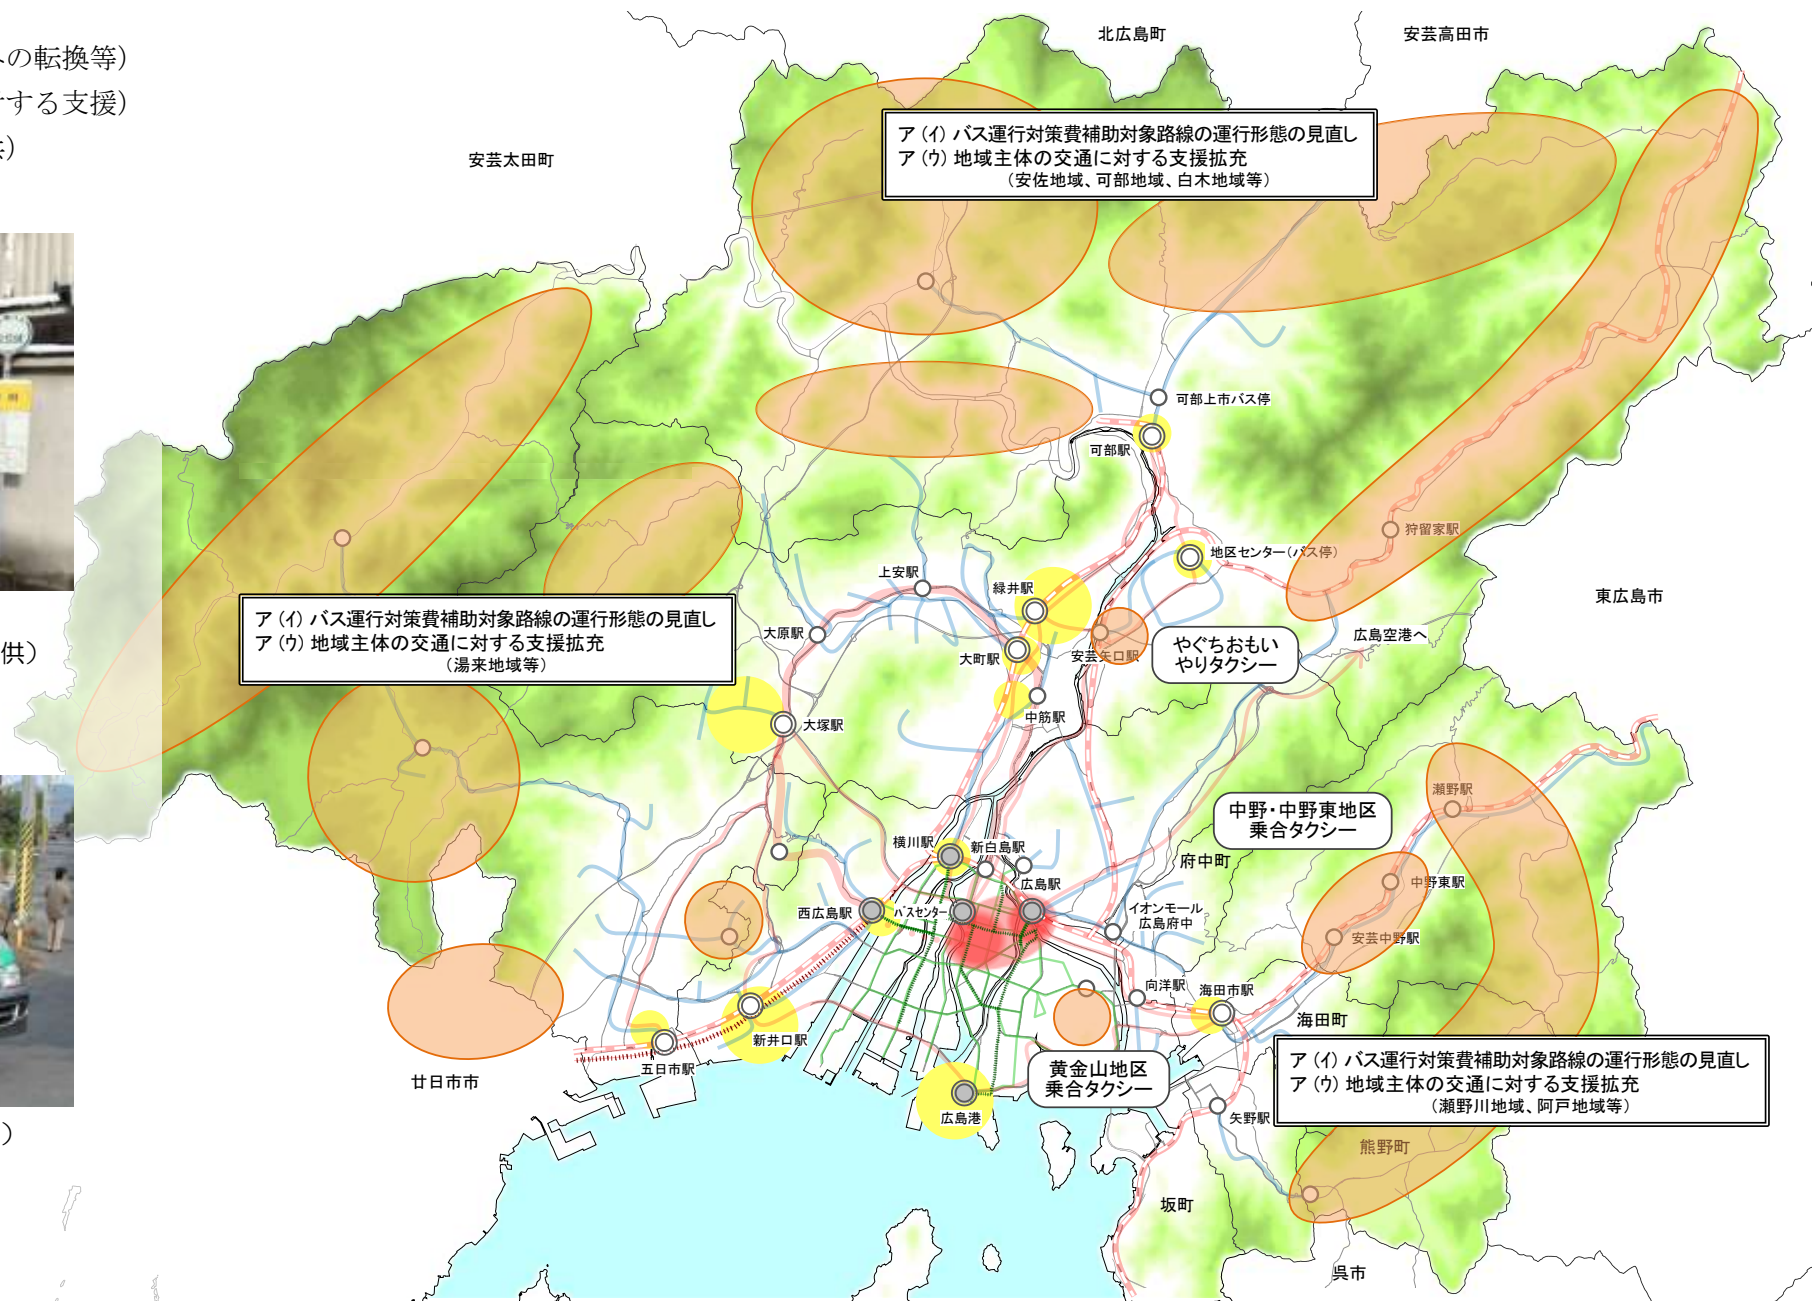 の転換等）
する支援）
供）
）
北広島町
安芸高田市
安芸太田町
ア（イ）バス運行対策費補助対象路線の運行形態の見直し
ア（ウ）地域主体の交通に対する支援拡充
（安佐地域、可部地域、白木地域等）
可部上市バス停
可部駅
狩留家駅
地区センター（バス停）
上安駅
緑井駅
東広島市
ア（イ）バス運行対策費補助対象路線の運行形態の見直し
ア（ウ）地域主体の交通に対する支援拡充
（湯来地域等）
大原駅
大町駅
安芸矢口駅
やぐちおもい
やりタクシー
広島空港へ
中筋駅
大塚駅
瀬野駅
中野・中野東地区
乗合タクシー
横川駅
新白島駅
府中町
広島駅
中野東駅
西広島駅
バスセンター
イオンモール
広島府中
安芸中野駅
向洋駅
海田市駅
海田町
新井口駅
五日市駅
廿日市市
黄金山地区
乗合タクシー
ア（イ）バス運行対策費補助対象路線の運行形態の見直し
ア（ウ）地域主体の交通に対する支援拡充
（瀬野川地域、阿戸地域等）
広島港
矢野駅
熊野町
坂町
呉市